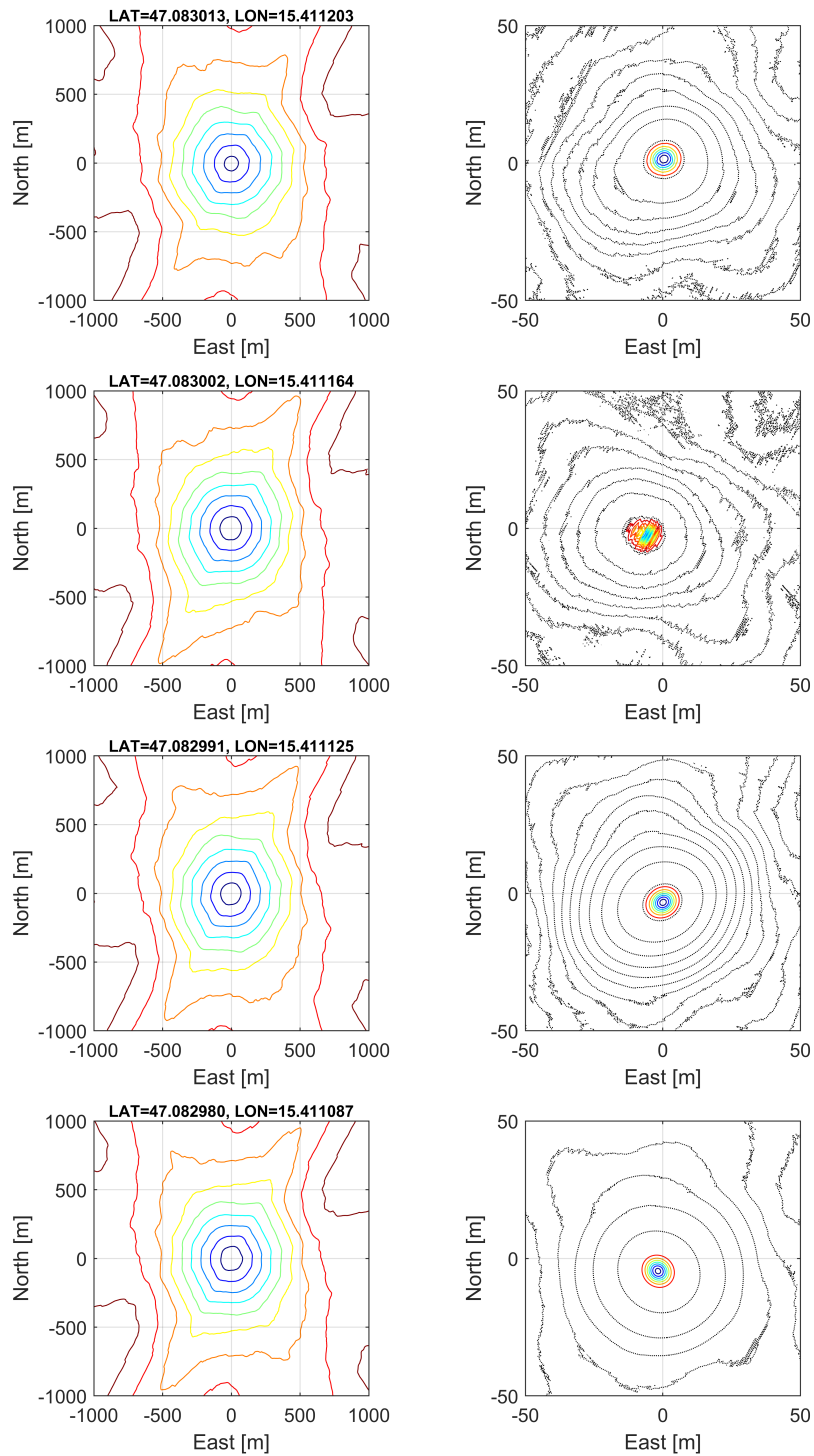 LAT=47.083013, LON=15.411203
1000
500
0
-500
-1000
North [m]
-1000 -500 0 500 1000
East [m]
50
0
-50
North [m]
-50 0 50
East [m]
LAT=47.083002, LON=15.411164
1000
500
0
-500
-1000
North [m]
-1000 -500 0 500 1000
East [m]
50
0
-50
North [m]
-50 0 50
East [m]
LAT=47.082991, LON=15.411125
1000
500
0
-500
-1000
North [m]
-1000 -500 0 500 1000
East [m]
50
0
-50
North [m]
-50 0 50
East [m]
LAT=47.082980, LON=15.411087
1000
500
0
-500
-1000
North [m]
-1000 -500 0 500 1000
East [m]
50
0
-50
North [m]
-50 0 50
East [m]